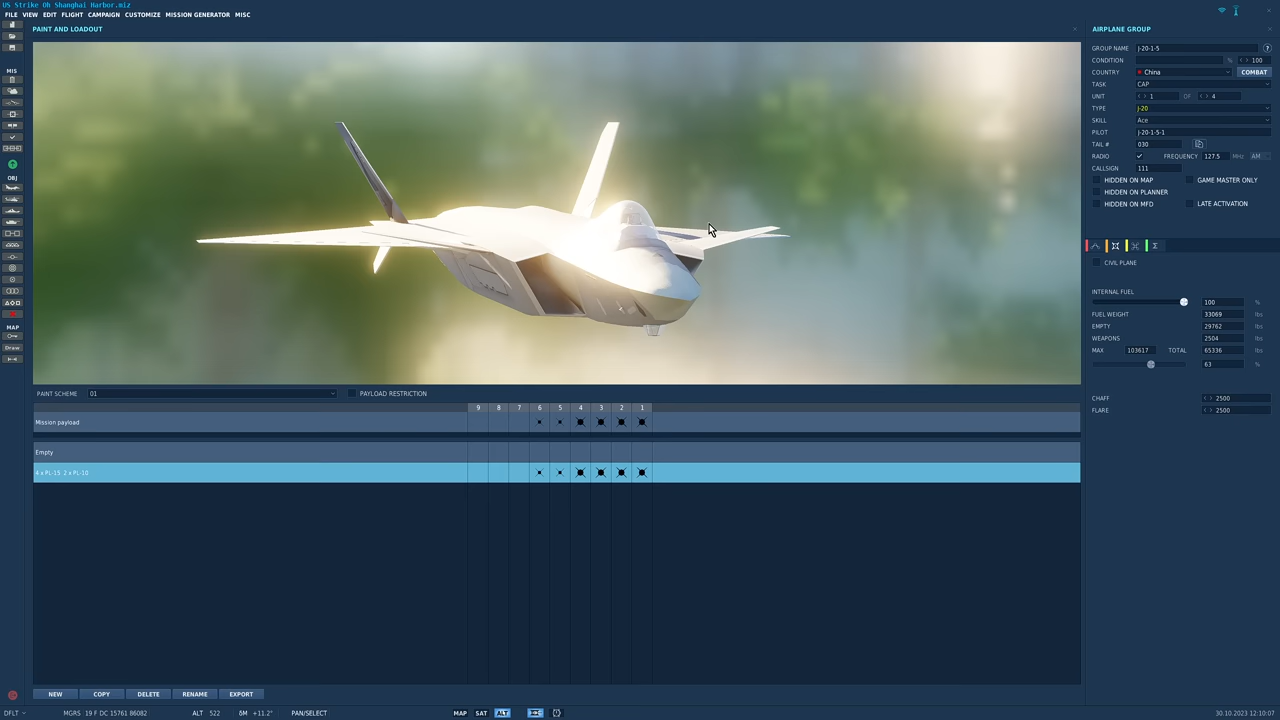 US Strike Oh Shanghai Harbor.miz
FILE VIEW EDIT FLIGHT CAMPAIGN CUSTOMIZE MISSION GENERATOR MISC
PAINT AND LOADOUT
PAINT SCHEME 01 PAYLOAD RESTRICTION
9 8 7 6 5 4 3 2 1
Mission payload
Empty
4 x PL-15 2 x PL-10
NEW COPY DELETE RENAME EXPORT
MIS
OBJ
MAP
Draw
AIRPLANE GROUP
GROUP NAME J-20-1-5 ?
CONDITION % < > 100
COUNTRY China COMBAT
TASK CAP
UNIT < > 1 OF < > 4
TYPE J-20
SKILL Ace
PILOT J-20-1-5-1
TAIL # 030
RADIO FREQUENCY 127.5 MHz AM
CALLSIGN 111
HIDDEN ON MAP GAME MASTER ONLY
HIDDEN ON PLANNER
HIDDEN ON MFD LATE ACTIVATION
Σ
CIVIL PLANE
INTERNAL FUEL
100 %
FUEL WEIGHT 33069 lbs
EMPTY 29762 lbs
WEAPONS 2504 lbs
MAX 103617 TOTAL 65336 lbs
63 %
CHAFF < > 2500
FLARE < > 2500
DFLT MGRS 19 F DC 15761 86082 ALT 522 δM +11.2° PAN/SELECT MAP SAT ALT 30.10.2023 12:10:07